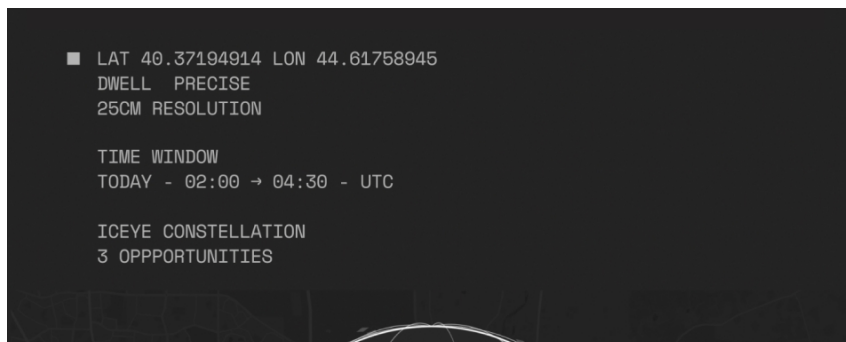 LAT 40.37194914 LON 44.61758945
DWELL PRECISE
25CM RESOLUTION
TIME WINDOW
TODAY - 02:00 → 04:30 - UTC
ICEYE CONSTELLATION
3 OPPPORTUNITIES